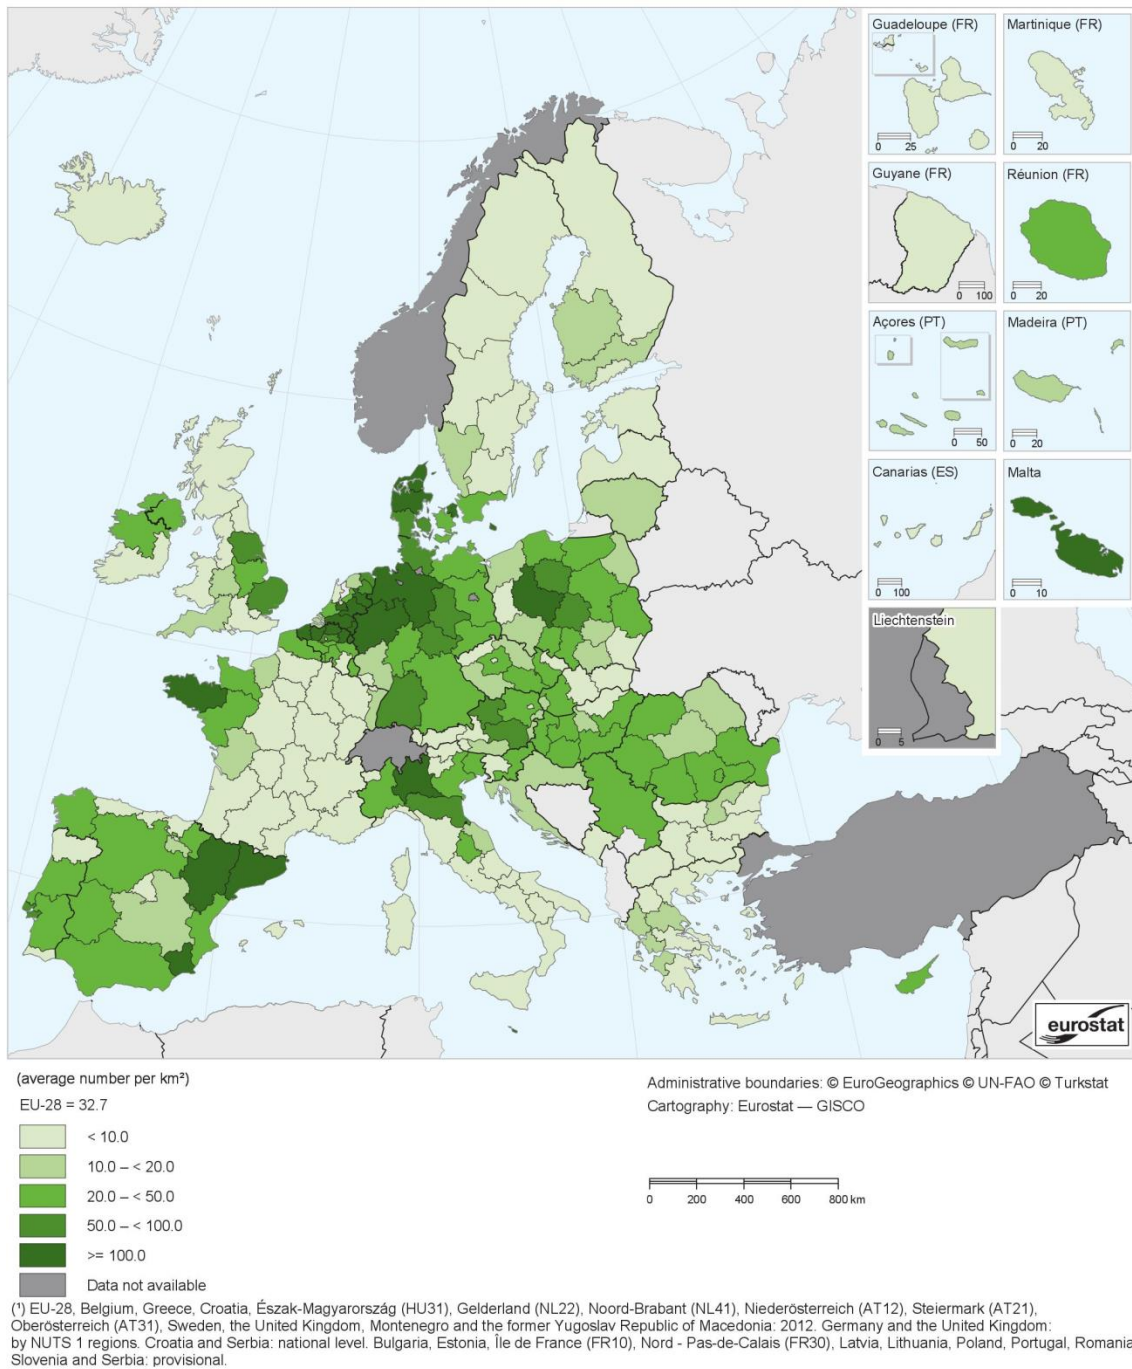 Guadeloupe (FR)
0 25
Martinique (FR)
0 20
Guyane (FR)
0 100
Réunion (FR)
0 20
Açores (PT)
0 50
Madeira (PT)
0 20
Canarias (ES)
0 100
Malta
0 10
Liechtenstein
0 5
eurostat
(average number per km²)
EU-28 = 32.7
< 10.0
10.0 – < 20.0
20.0 – < 50.0
50.0 – < 100.0
>= 100.0
Data not available
Administrative boundaries: © EuroGeographics © UN-FAO © Turkstat
Cartography: Eurostat — GISCO
0 200 400 600 800 km
(¹) EU-28, Belgium, Greece, Croatia, Észak-Magyarország (HU31), Gelderland (NL22), Noord-Brabant (NL41), Niederösterreich (AT12), Steiermark (AT21),
Oberösterreich (AT31), Sweden, the United Kingdom, Montenegro and the former Yugoslav Republic of Macedonia: 2012. Germany and the United Kingdom:
by NUTS 1 regions. Croatia and Serbia: national level. Bulgaria, Estonia, Île de France (FR10), Nord - Pas-de-Calais (FR30), Latvia, Lithuania, Poland, Portugal, Romania
Slovenia and Serbia: provisional.